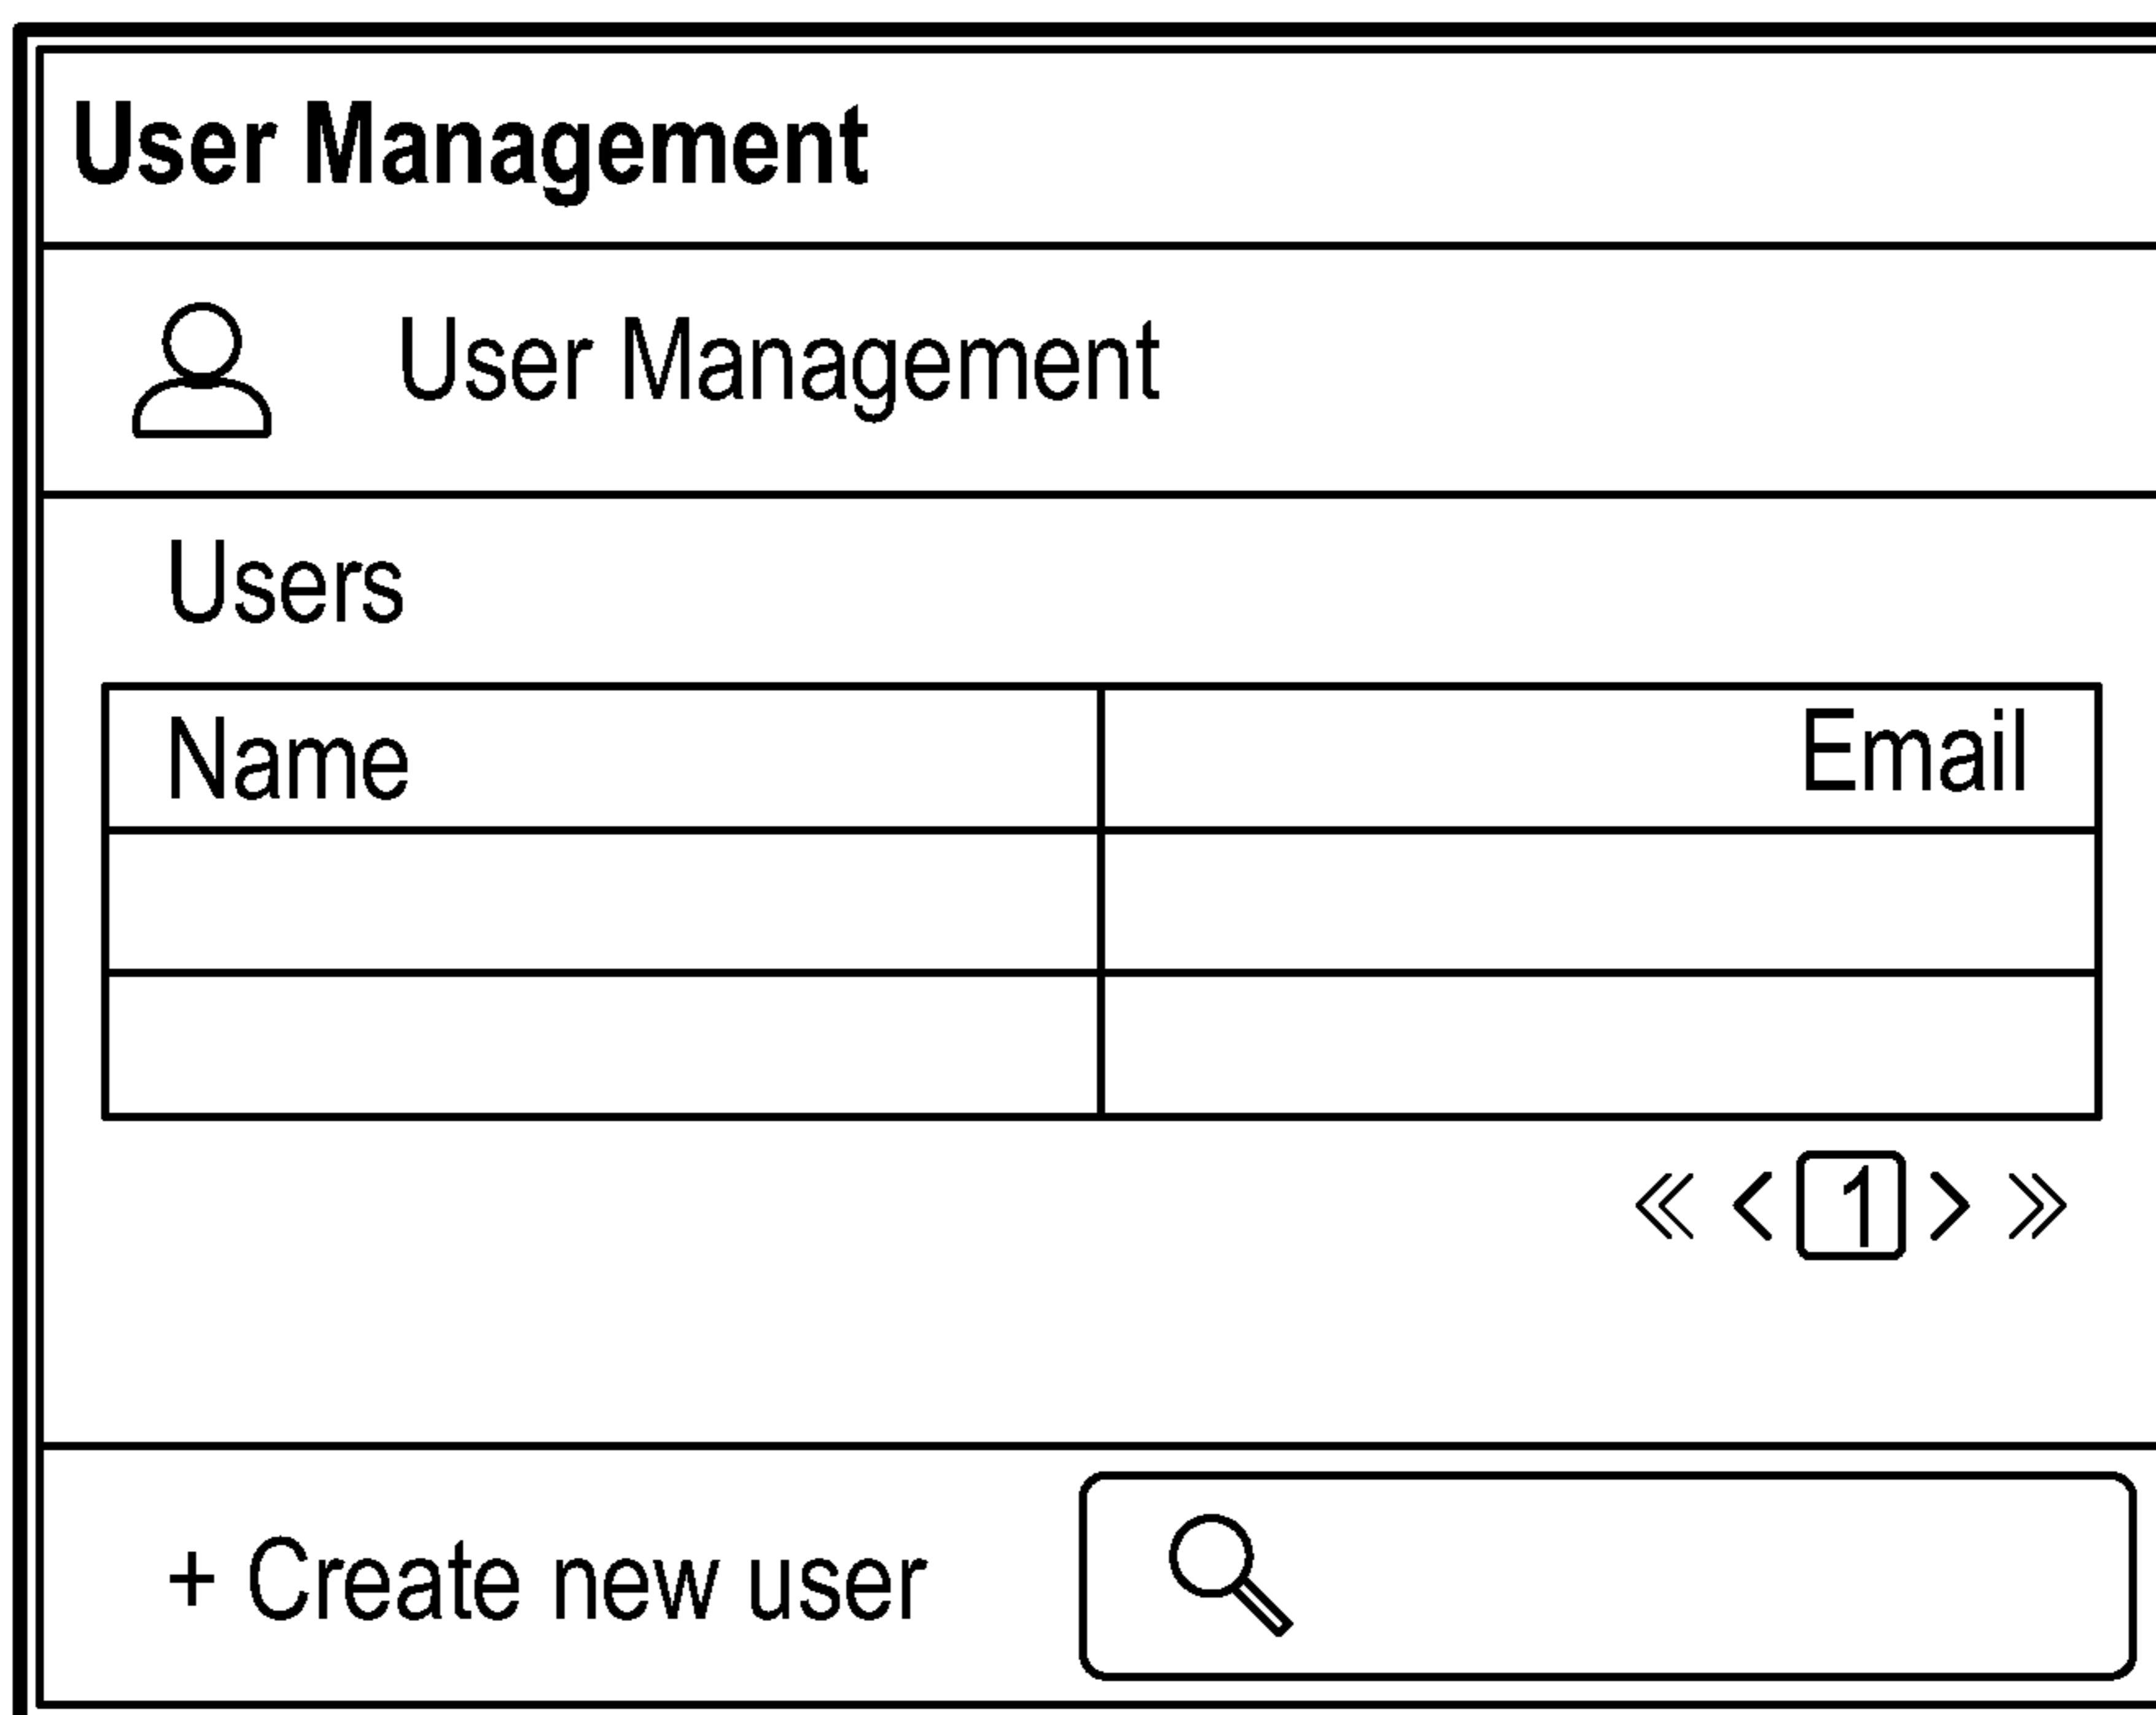 User Management
User Management
Users
Name Email
« < 1 > »
+ Create new user